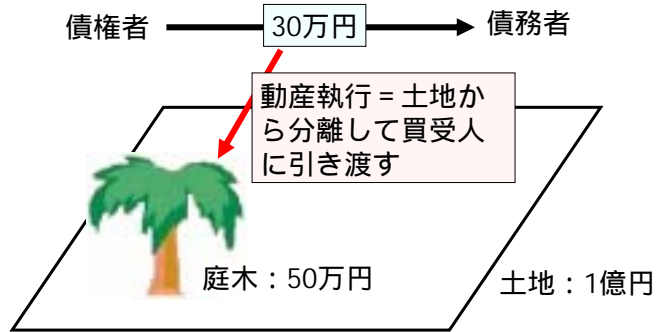 債権者 30万円 債務者
動産執行 = 土地か
ら分離して買受人
に引き渡す
庭木：50万円
土地：1億円